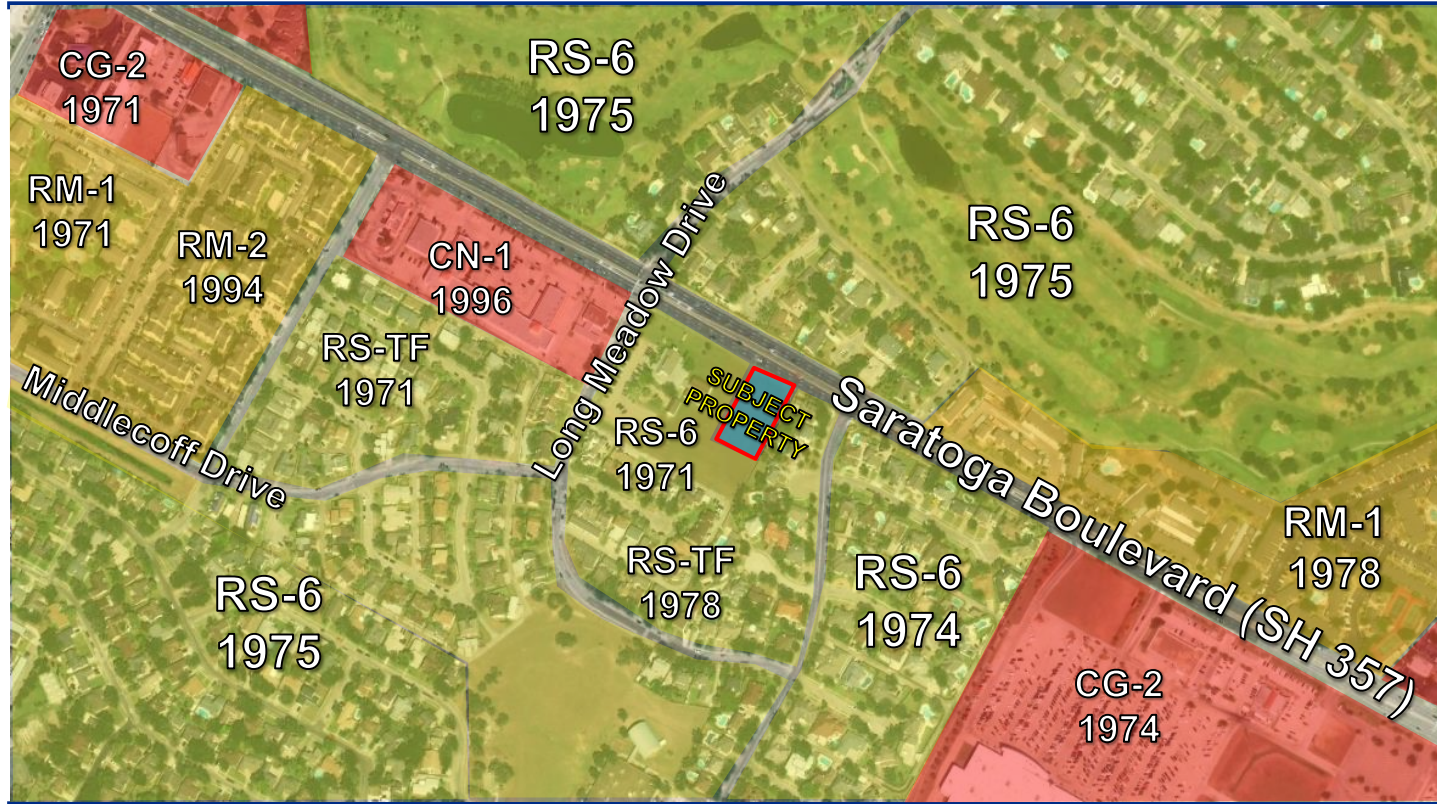 CG-2
1971
RS-6
1975
RM-1
1971
RM-2
1994
CN-1
1996
Long Meadow Drive
RS-6
1975
RS-TF
1971
Middlecoff Drive
SUBJECT
PROPERTY
RS-6
1971
Saratoga Boulevard (SH 357)
RM-1
1978
RS-TF
1978
RS-6
1974
RS-6
1975
CG-2
1974